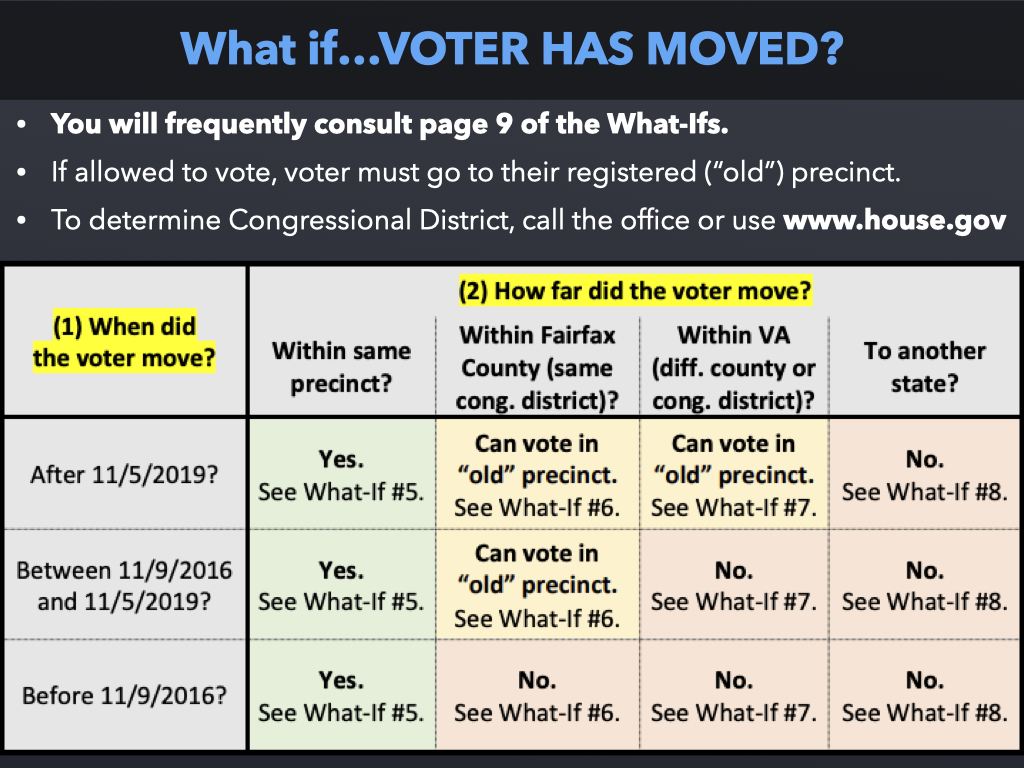 What if...VOTER HAS MOVED?
• You will frequently consult page 9 of the What-Ifs.
• If allowed to vote, voter must go to their registered (“old”) precinct.
• To determine Congressional District, call the office or use www.house.gov
(1) When did
the voter move?
(2) How far did the voter move?
Within same
precinct?
Within Fairfax
County (same
cong. district)?
Within VA
(diff. county or
cong. district)?
To another
state?
After 11/5/2019?
Yes.
See What-If #5.
Can vote in
“old” precinct.
See What-If #6.
Can vote in
“old” precinct.
See What-If #7.
No.
See What-If #8.
Between 11/9/2016
and 11/5/2019?
Yes.
See What-If #5.
Can vote in
“old” precinct.
See What-If #6.
No.
See What-If #7.
No.
See What-If #8.
Before 11/9/2016?
Yes.
See What-If #5.
No.
See What-If #6.
No.
See What-If #7.
No.
See What-If #8.